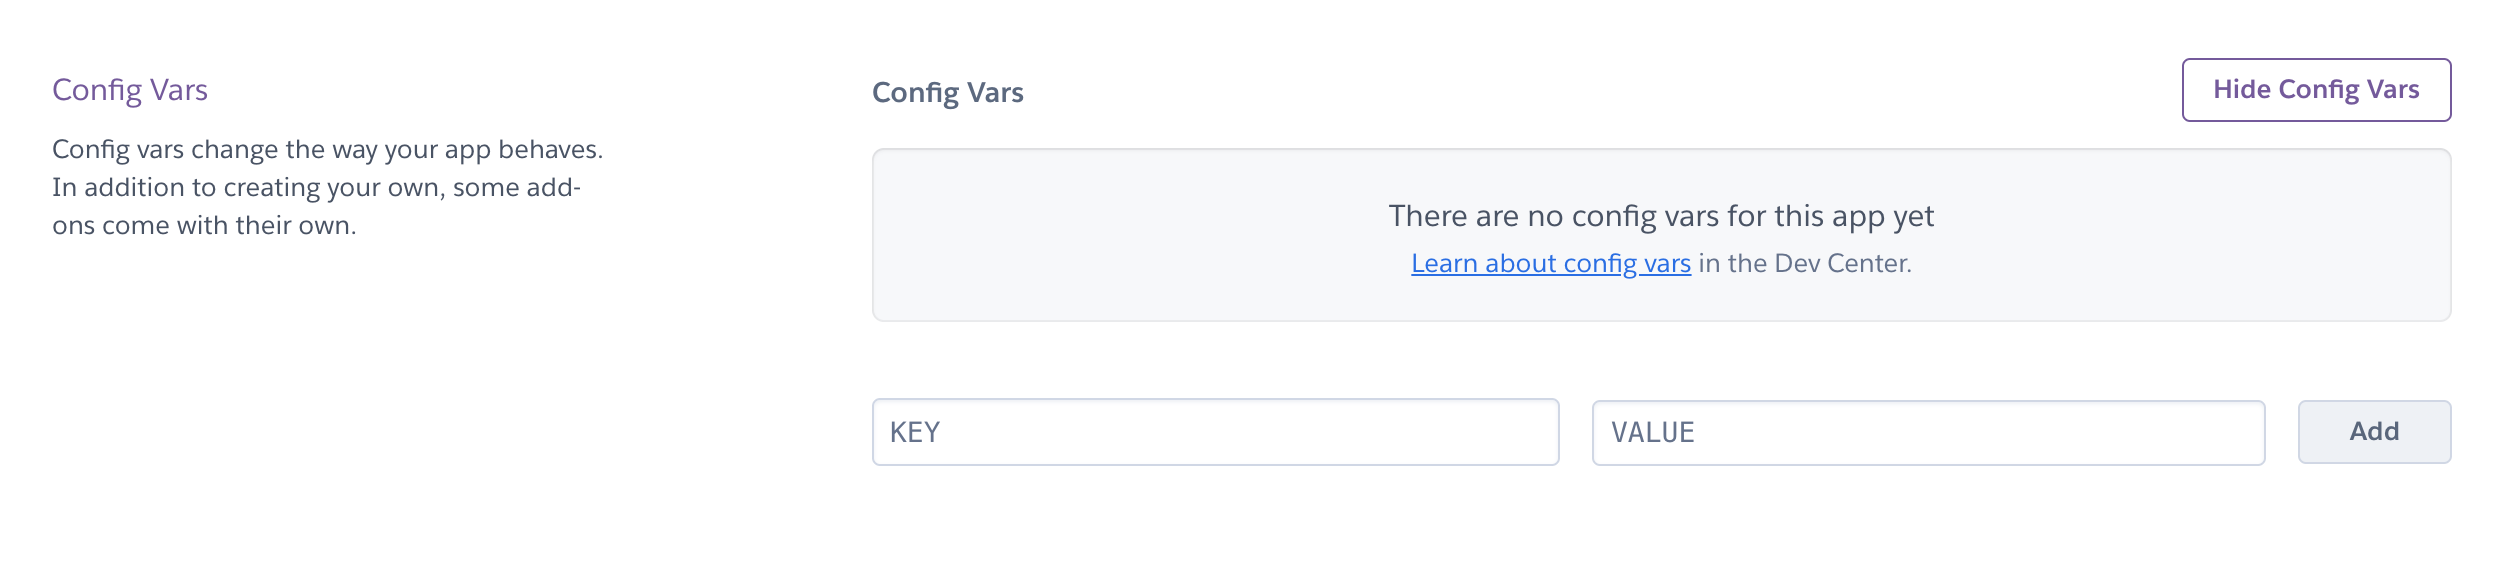 Config Vars
Config vars change the way your app behaves.
In addition to creating your own, some add-
ons come with their own.
Config Vars
Hide Config Vars
There are no config vars for this app yet
Learn about config vars in the Dev Center.
KEY
VALUE
Add